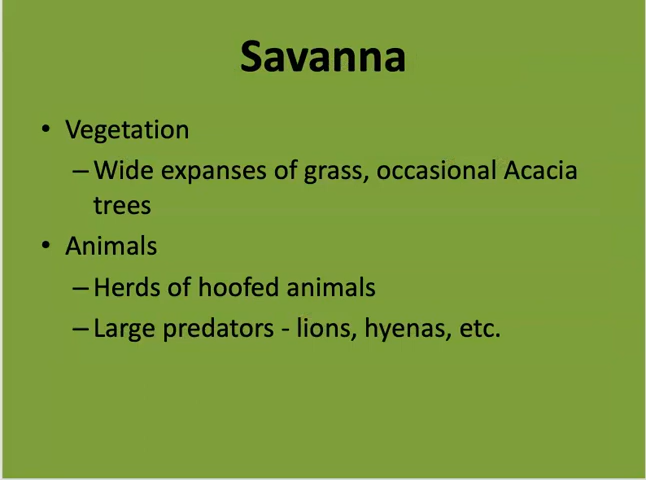 Savanna
• Vegetation
– Wide expanses of grass, occasional Acacia
trees
• Animals
– Herds of hoofed animals
– Large predators - lions, hyenas, etc.